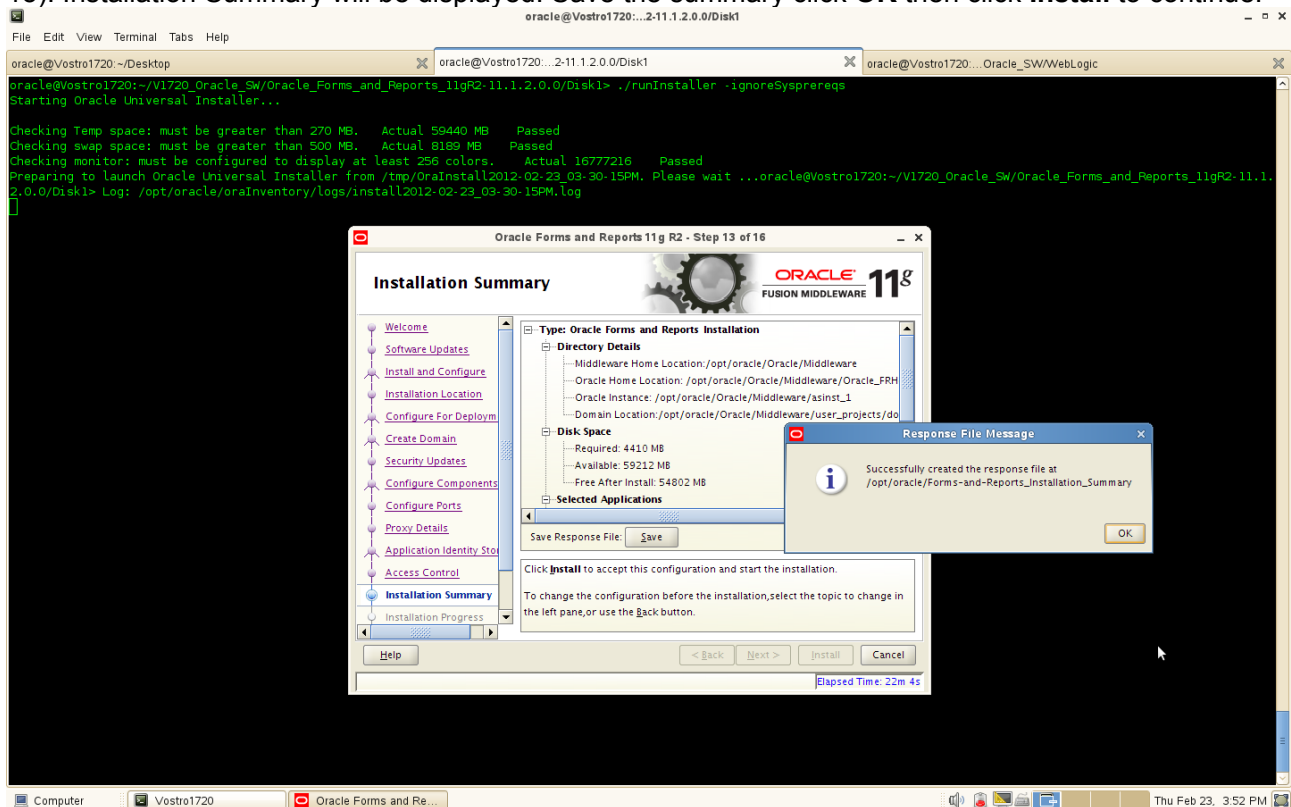 13). Installation Summary will be displayed. Save the summary click OK then click Install to continue.
oracle@Vostro1720:...2-11.1.2.0.0/Disk1
File Edit View Terminal Tabs Help
oracle@Vostro1720:~/Desktop
oracle@Vostro1720:...2-11.1.2.0.0/Disk1
oracle@Vostro1720:...Oracle_SW/WebLogic
oracle@Vostro1720:~/V1720_Oracle_SW/Oracle_Forms_and_Reports_11gR2-11.1.2.0.0/Disk1> ./runInstaller -ignoreSysprereqs
Starting Oracle Universal Installer...
Checking Temp space: must be greater than 270 MB. Actual 59440 MB Passed
Checking swap space: must be greater than 500 MB. Actual 8189 MB Passed
Checking monitor: must be configured to display at least 256 colors. Actual 16777216 Passed
Preparing to launch Oracle Universal Installer from /tmp/OraInstall2012-02-23_03-30-15PM. Please wait ...oracle@Vostro1720:~/V1720_Oracle_SW/Oracle_Forms_and_Reports_11gR2-11.1.
2.0.0/Disk1> Log: /opt/oracle/oraInventory/logs/install2012-02-23_03-30-15PM.log
Oracle Forms and Reports 11g R2 - Step 13 of 16
Installation Summary
ORACLE
FUSION MIDDLEWARE
11g
Welcome
Software Updates
Install and Configure
Installation Location
Configure For Deploym
Create Domain
Security Updates
Configure Components
Configure Ports
Proxy Details
Application Identity Sto
Access Control
Installation Summary
Installation Progress
Type: Oracle Forms and Reports Installation
Directory Details
Middleware Home Location:/opt/oracle/Oracle/Middleware
Oracle Home Location: /opt/oracle/Oracle/Middleware/Oracle_FRH
Oracle Instance: /opt/oracle/Oracle/Middleware/asinst_1
Domain Location:/opt/oracle/Oracle/Middleware/user_projects/do
Disk Space
Required: 4410 MB
Available: 59212 MB
Free After Install: 54802 MB
Selected Applications
Save Response File: Save
Click Install to accept this configuration and start the installation.
To change the configuration before the installation,select the topic to change in
the left pane,or use the Back button.
Help
< Back
Next >
Install
Cancel
Elapsed Time: 22m 4s
Response File Message
Successfully created the response file at
/opt/oracle/Forms-and-Reports_Installation_Summary
OK
Computer
Vostro1720
Oracle Forms and Re...
Thu Feb 23, 3:52 PM